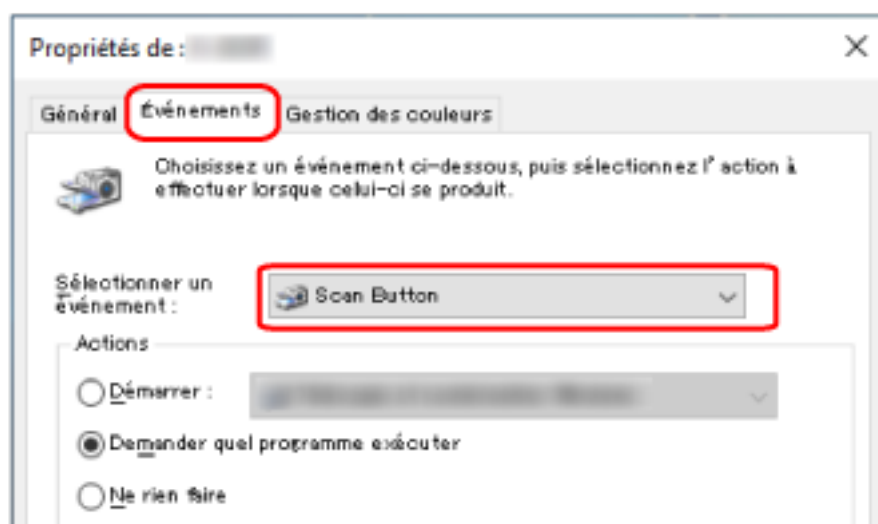 Propriétés de :
Général Événements Gestion des couleurs
Choisissez un événement ci-dessous, puis sélectionnez l'action à
effectuer lorsque celui-ci se produit.
Sélectionner un
événement :
Scan Button
Actions
Démarrer :
Demander quel programme exécuter
Ne rien faire